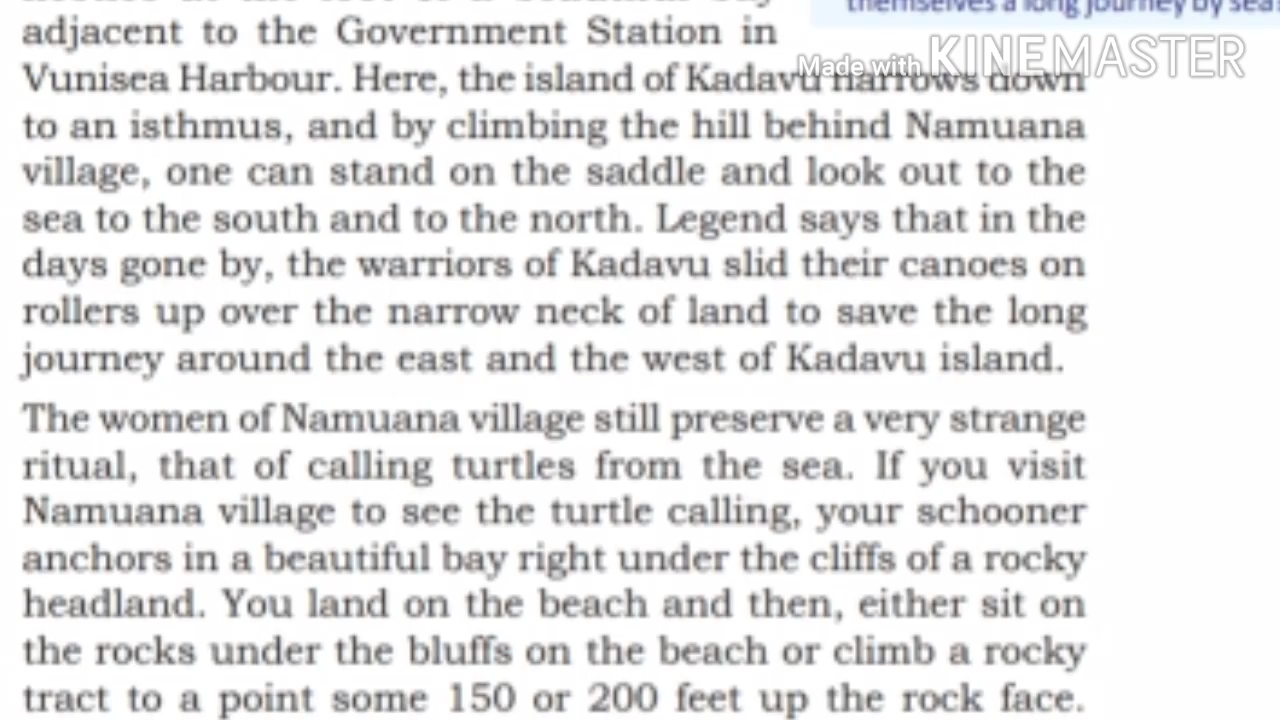 themselves a long journey by sea?
adjacent to the Government Station in
Made with KINEMASTER
Vunisea Harbour. Here, the island of Kadavu narrows down
to an isthmus, and by climbing the hill behind Namuana
village, one can stand on the saddle and look out to the
sea to the south and to the north. Legend says that in the
days gone by, the warriors of Kadavu slid their canoes on
rollers up over the narrow neck of land to save the long
journey around the east and the west of Kadavu island.
The women of Namuana village still preserve a very strange
ritual, that of calling turtles from the sea. If you visit
Namuana village to see the turtle calling, your schooner
anchors in a beautiful bay right under the cliffs of a rocky
headland. You land on the beach and then, either sit on
the rocks under the bluffs on the beach or climb a rocky
tract to a point some 150 or 200 feet up the rock face.